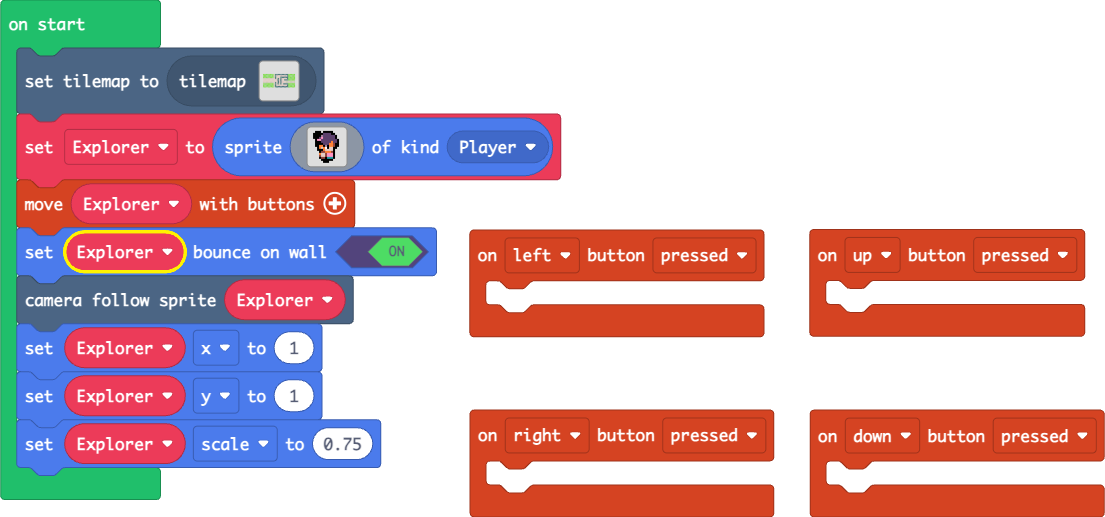 on start
set tilemap to tilemap
set Explorer to sprite of kind Player
move Explorer with buttons
set Explorer bounce on wall ON
camera follow sprite Explorer
set Explorer x to 1
set Explorer y to 1
set Explorer scale to 0.75
on left button pressed
on up button pressed
on right button pressed
on down button pressed